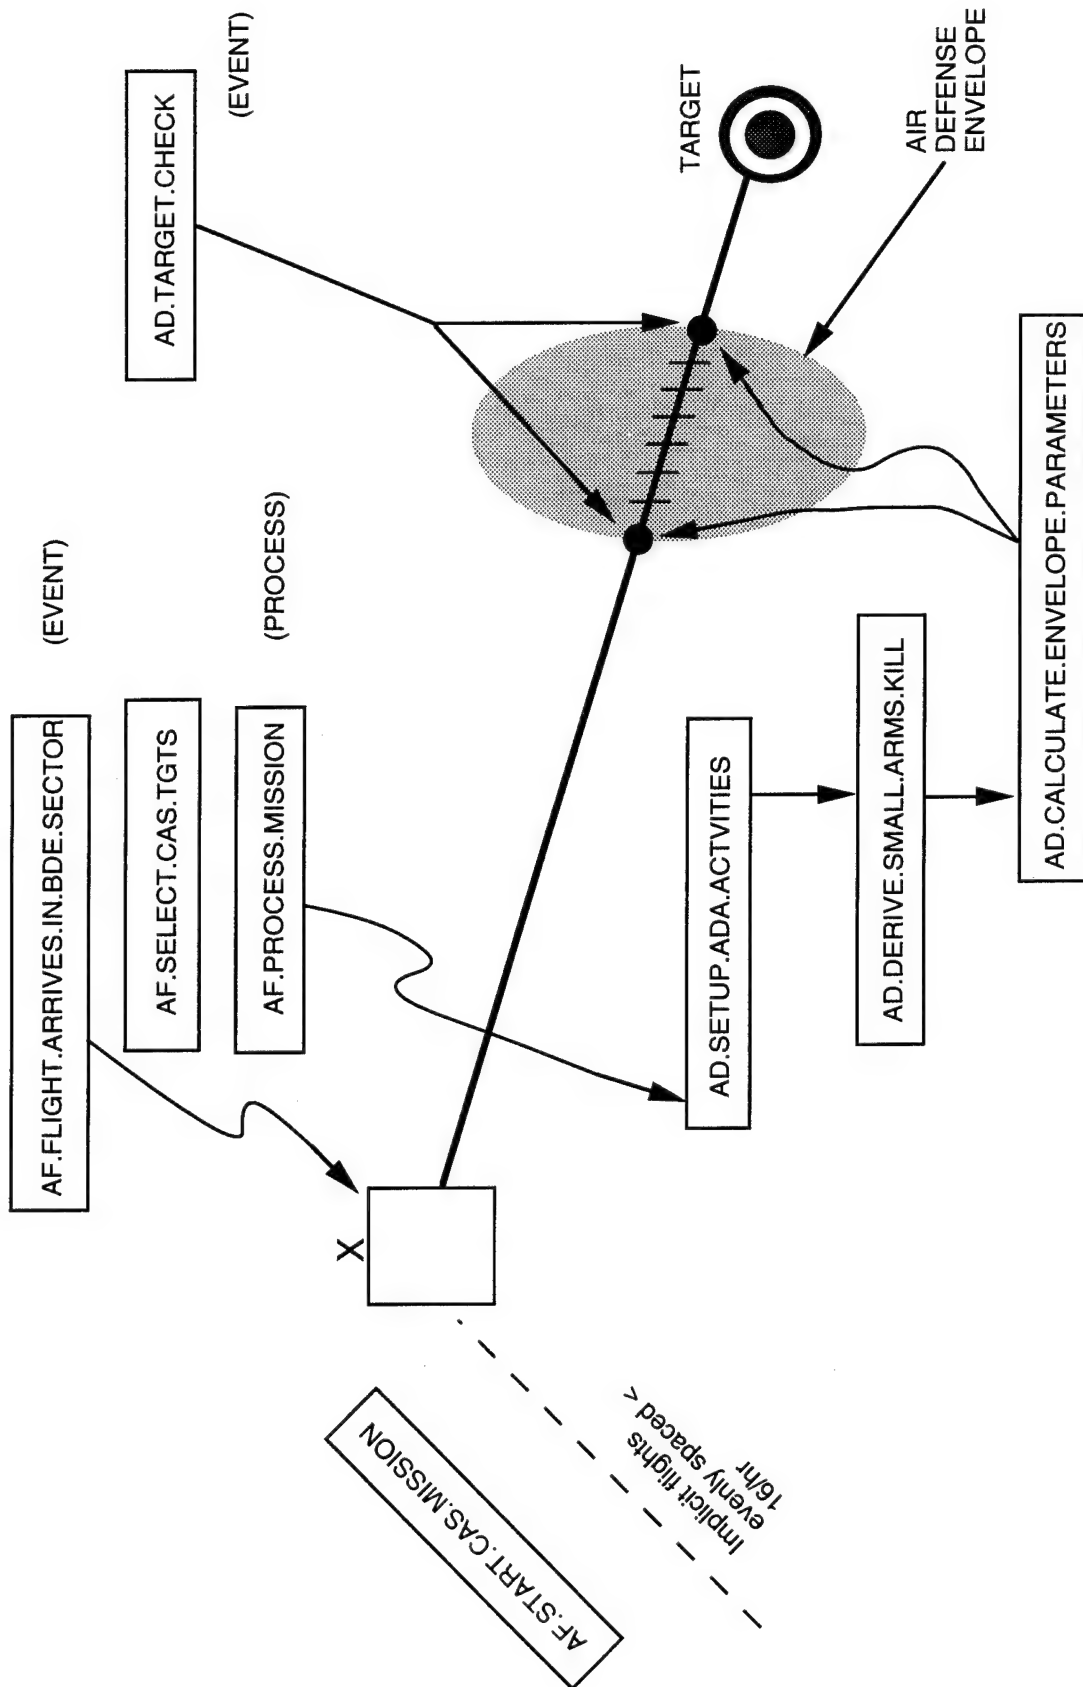 AF.FLIGHT.ARRIVES.IN.BDE.SECTOR
(EVENT)
AF.SELECT.CAS.TGTS
AF.PROCESS.MISSION
(PROCESS)
AD.TARGET.CHECK
(EVENT)
X
AF.START.CAS.MISSION
Implicit flights
evenly spaced <
16/hr
TARGET
AIR
DEFENSE
ENVELOPE
AD.SETUP.ADA.ACTVITIES
AD.DERIVE.SMALL.ARMS.KILL
AD.CALCULATE.ENVELOPE.PARAMETERS